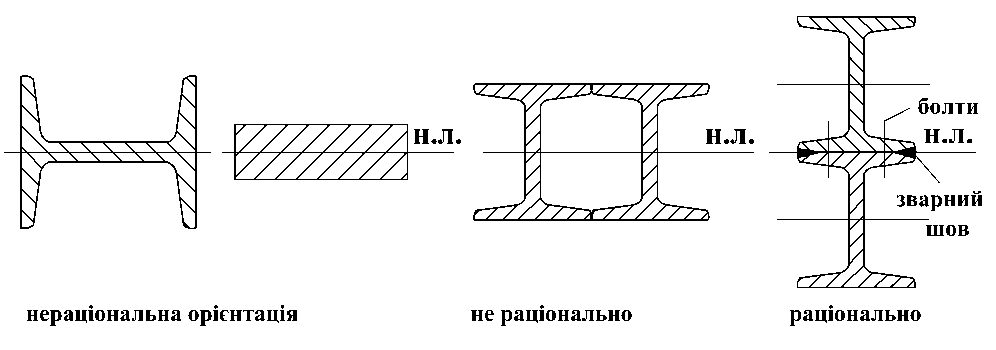 болти
н.л.
н.л.
н.л.
зварний
шов
нераціональна орієнтація
не раціонально
раціонально